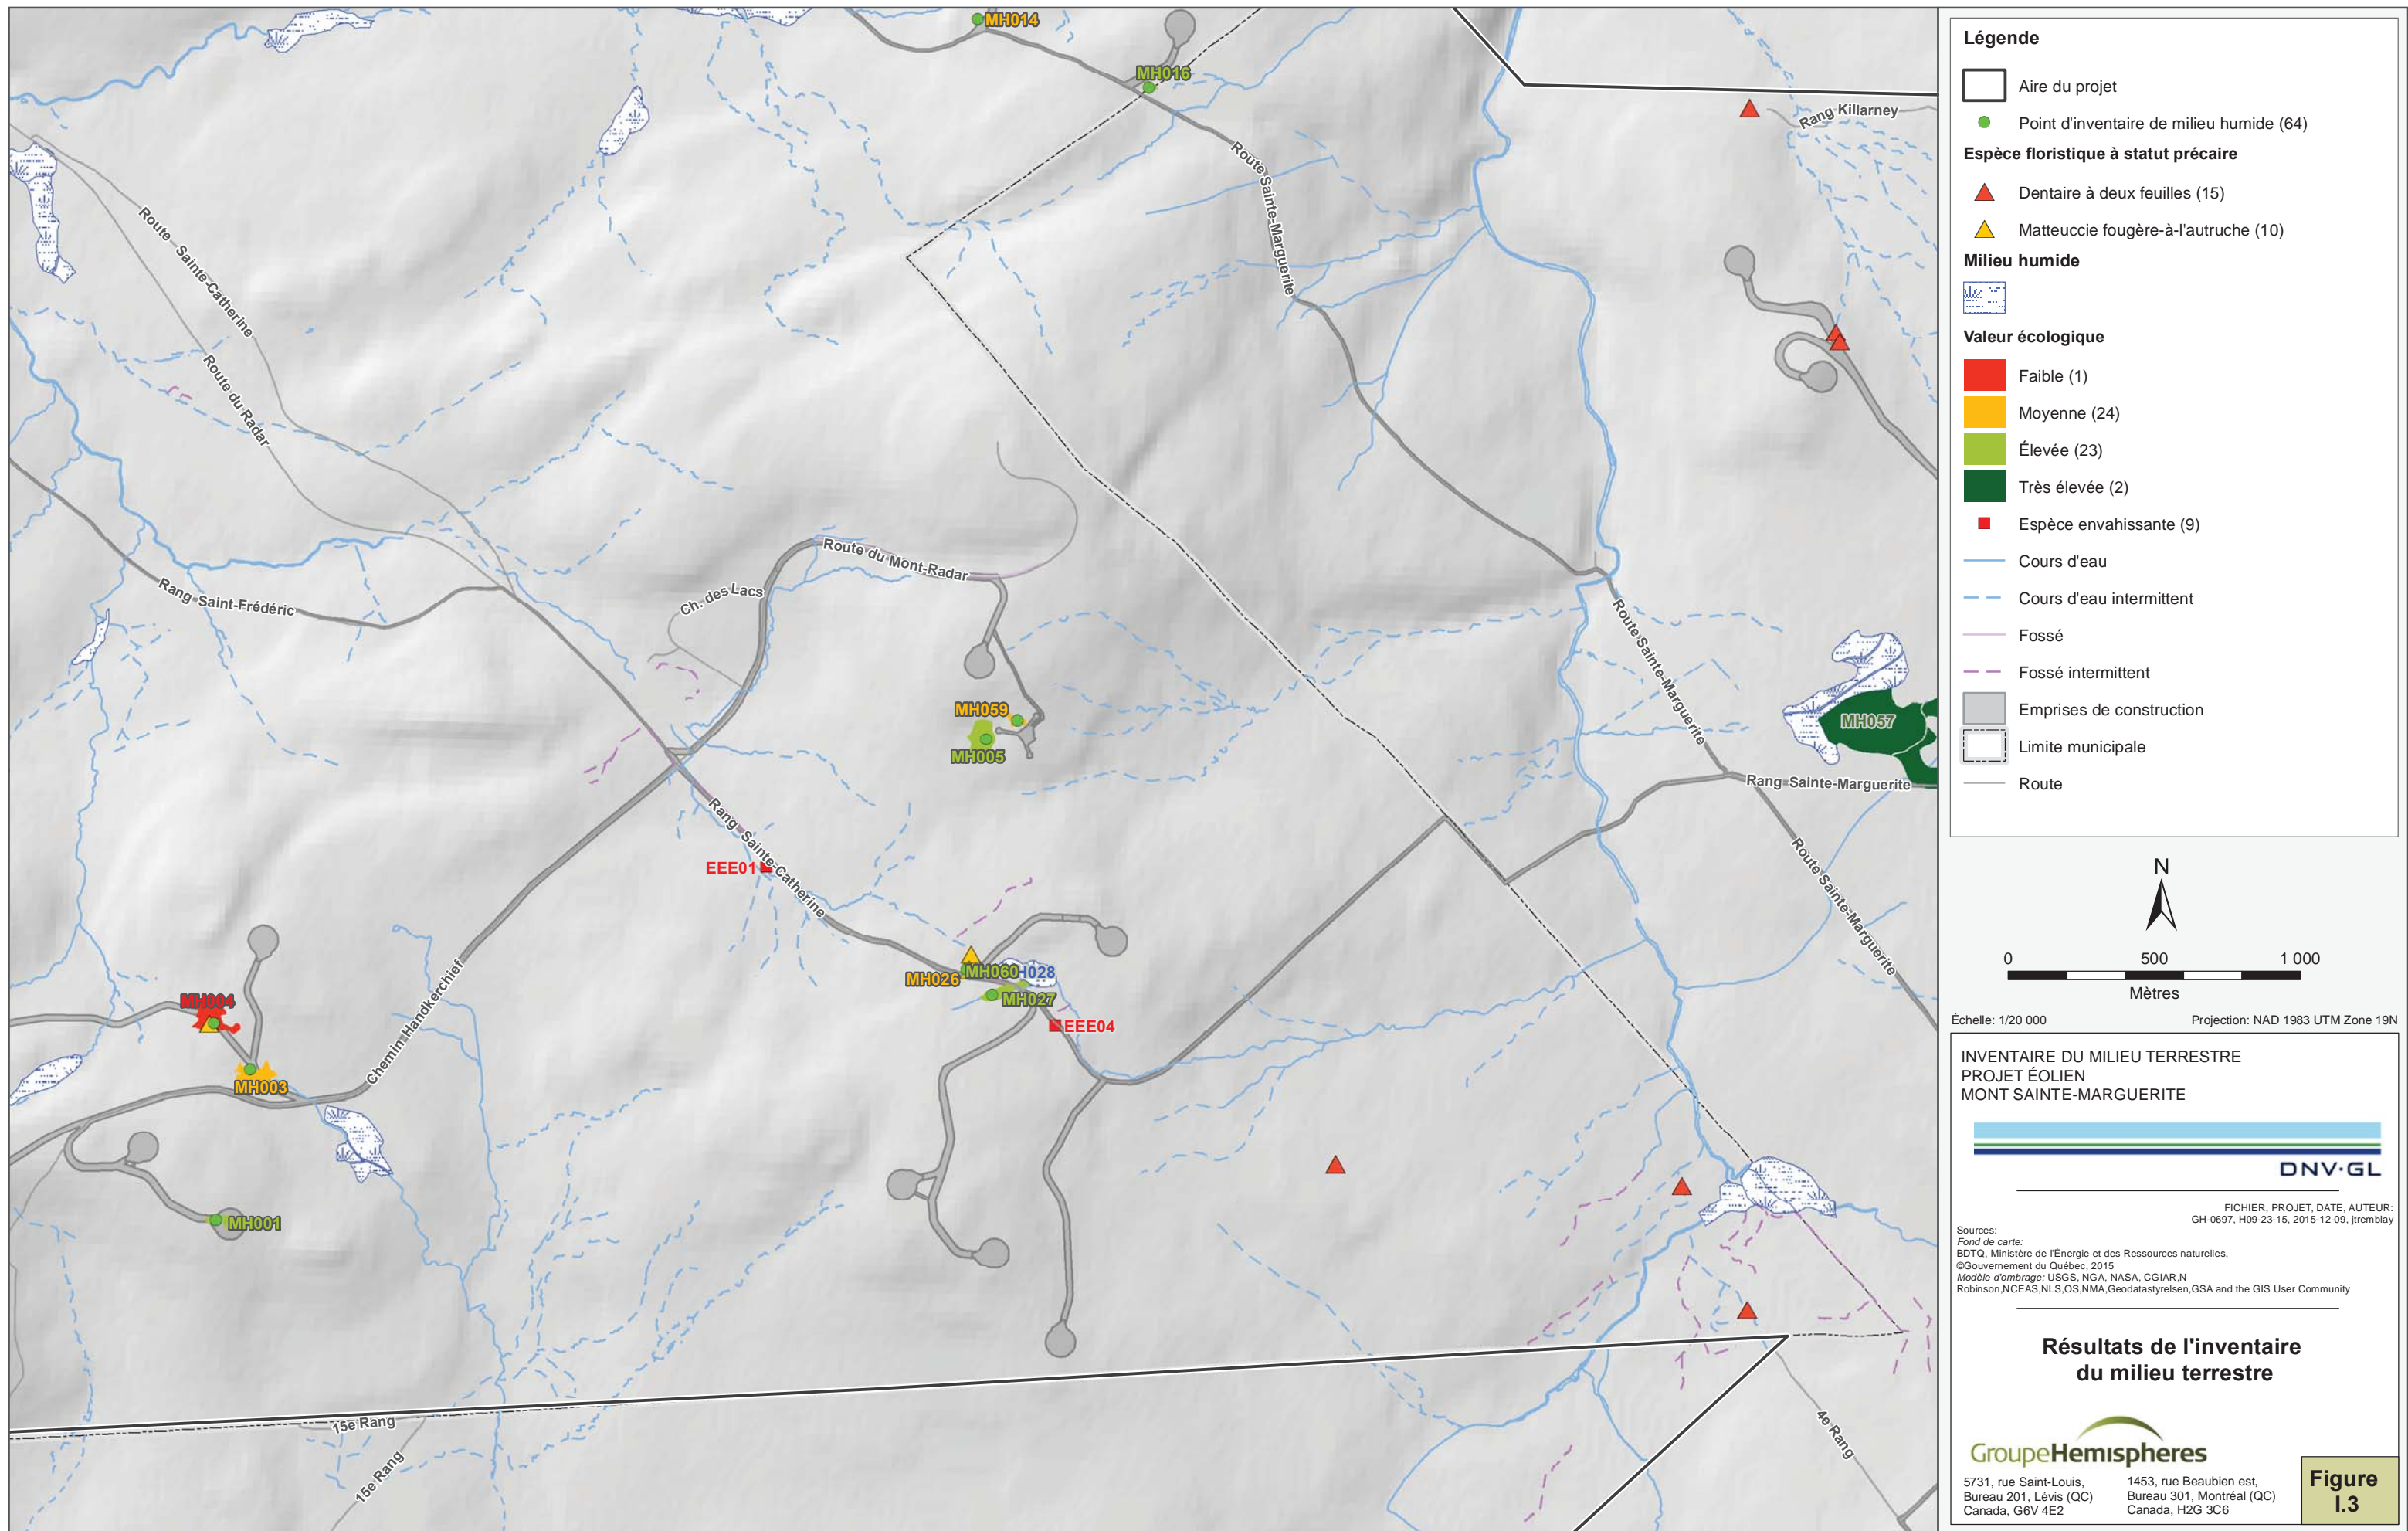 MH014
MH016
Rang Killarney
Route Sainte-Marguerite
Route Sainte-Catherine
Route du Radar
Route du Mont-Radar
Ch. des Lacs
Rang Saint-Frédéric
Route Sainte-Marguerite
MH059
MH005
MH057
Rang Sainte-Marguerite
Rang Sainte-Catherine
EEE01
Route Sainte-Marguerite
MH026
MH060
H028
MH027
EEE04
Chemin Handkerchief
MH004
MH003
MH001
15e Rang
15e Rang
4e Rang
Légende
Aire du projet
Point d'inventaire de milieu humide (64)
Espèce floristique à statut précaire
Dentaire à deux feuilles (15)
Matteuccie fougère-à-l'autruche (10)
Milieu humide
Valeur écologique
Faible (1)
Moyenne (24)
Élevée (23)
Très élevée (2)
Espèce envahissante (9)
Cours d'eau
Cours d'eau intermittent
Fossé
Fossé intermittent
Emprises de construction
Limite municipale
Route
N
0 500 1 000
Mètres
Échelle: 1/20 000 Projection: NAD 1983 UTM Zone 19N
INVENTAIRE DU MILIEU TERRESTRE
PROJET ÉOLIEN
MONT SAINTE-MARGUERITE
DNV·GL
FICHIER, PROJET, DATE, AUTEUR:
GH-0697, H09-23-15, 2015-12-09, jtremblay
Sources:
Fond de carte:
BDTQ, Ministère de l'Énergie et des Ressources naturelles,
©Gouvernement du Québec, 2015
Modèle d'ombrage: USGS, NGA, NASA, CGIAR,N
Robinson,NCEAS,NLS,OS,NMA,Geodatastyrelsen,GSA and the GIS User Community
Résultats de l'inventaire
du milieu terrestre
GroupeHemispheres
5731, rue Saint-Louis,
Bureau 201, Lévis (QC)
Canada, G6V 4E2
1453, rue Beaubien est,
Bureau 301, Montréal (QC)
Canada, H2G 3C6
Figure
I.3